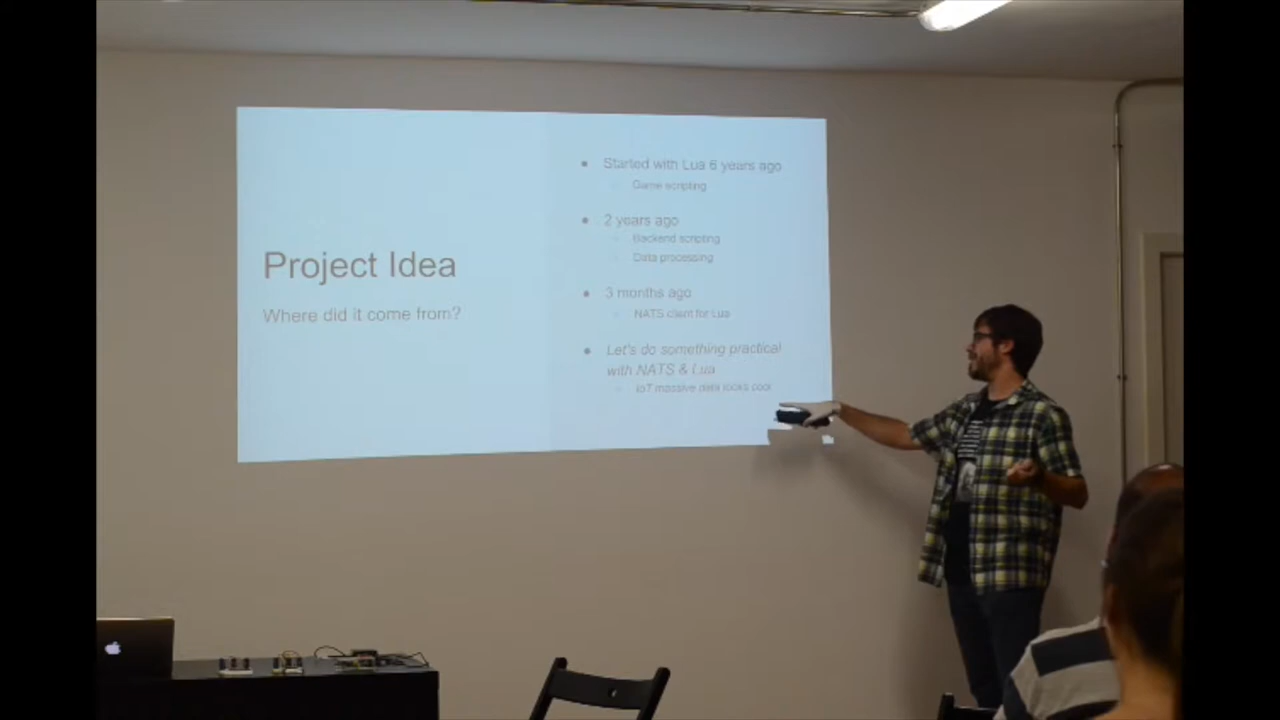 Project Idea
Where did it come from?
Started with Lua 6 years ago
Game scripting
2 years ago
Backend scripting
Data processing
3 months ago
NATS client for Lua
Let's do something practical
with NATS & Lua
IoT massive data looks cool